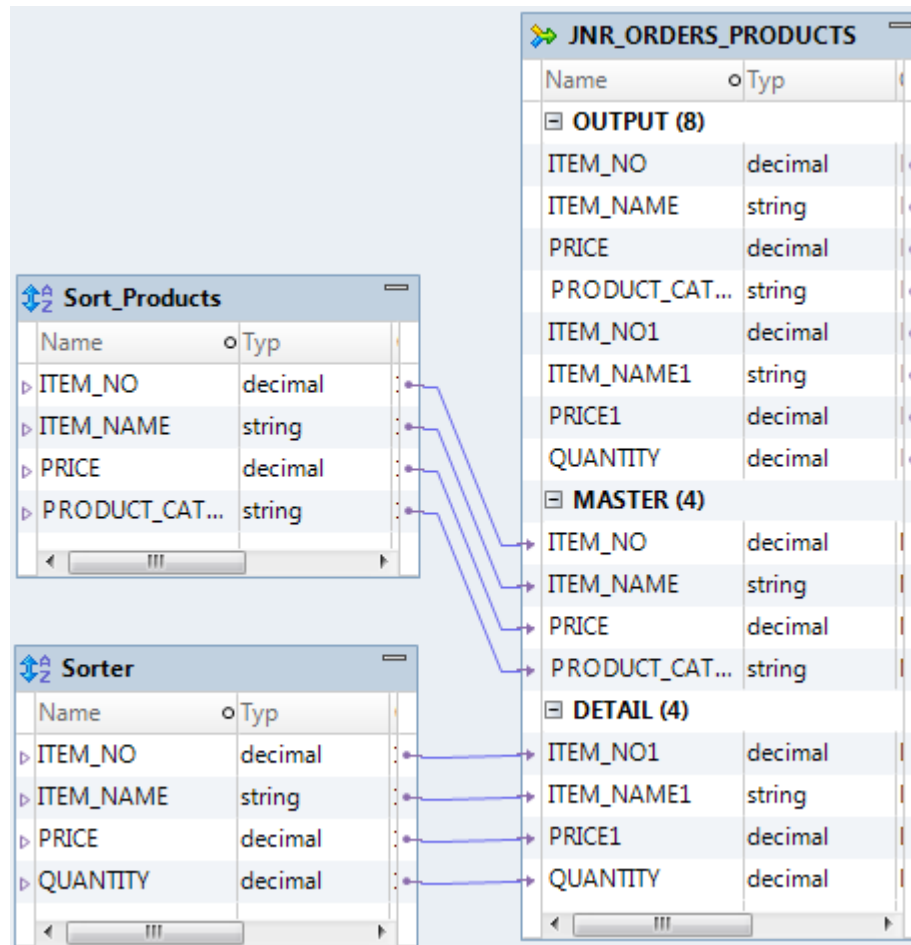 Sort_Products
Name Typ
ITEM_NO decimal
ITEM_NAME string
PRICE decimal
PRODUCT_CAT... string
Sorter
Name Typ
ITEM_NO decimal
ITEM_NAME string
PRICE decimal
QUANTITY decimal
JNR_ORDERS_PRODUCTS
Name Typ
OUTPUT (8)
ITEM_NO decimal
ITEM_NAME string
PRICE decimal
PRODUCT_CAT... string
ITEM_NO1 decimal
ITEM_NAME1 string
PRICE1 decimal
QUANTITY decimal
MASTER (4)
ITEM_NO decimal
ITEM_NAME string
PRICE decimal
PRODUCT_CAT... string
DETAIL (4)
ITEM_NO1 decimal
ITEM_NAME1 string
PRICE1 decimal
QUANTITY decimal